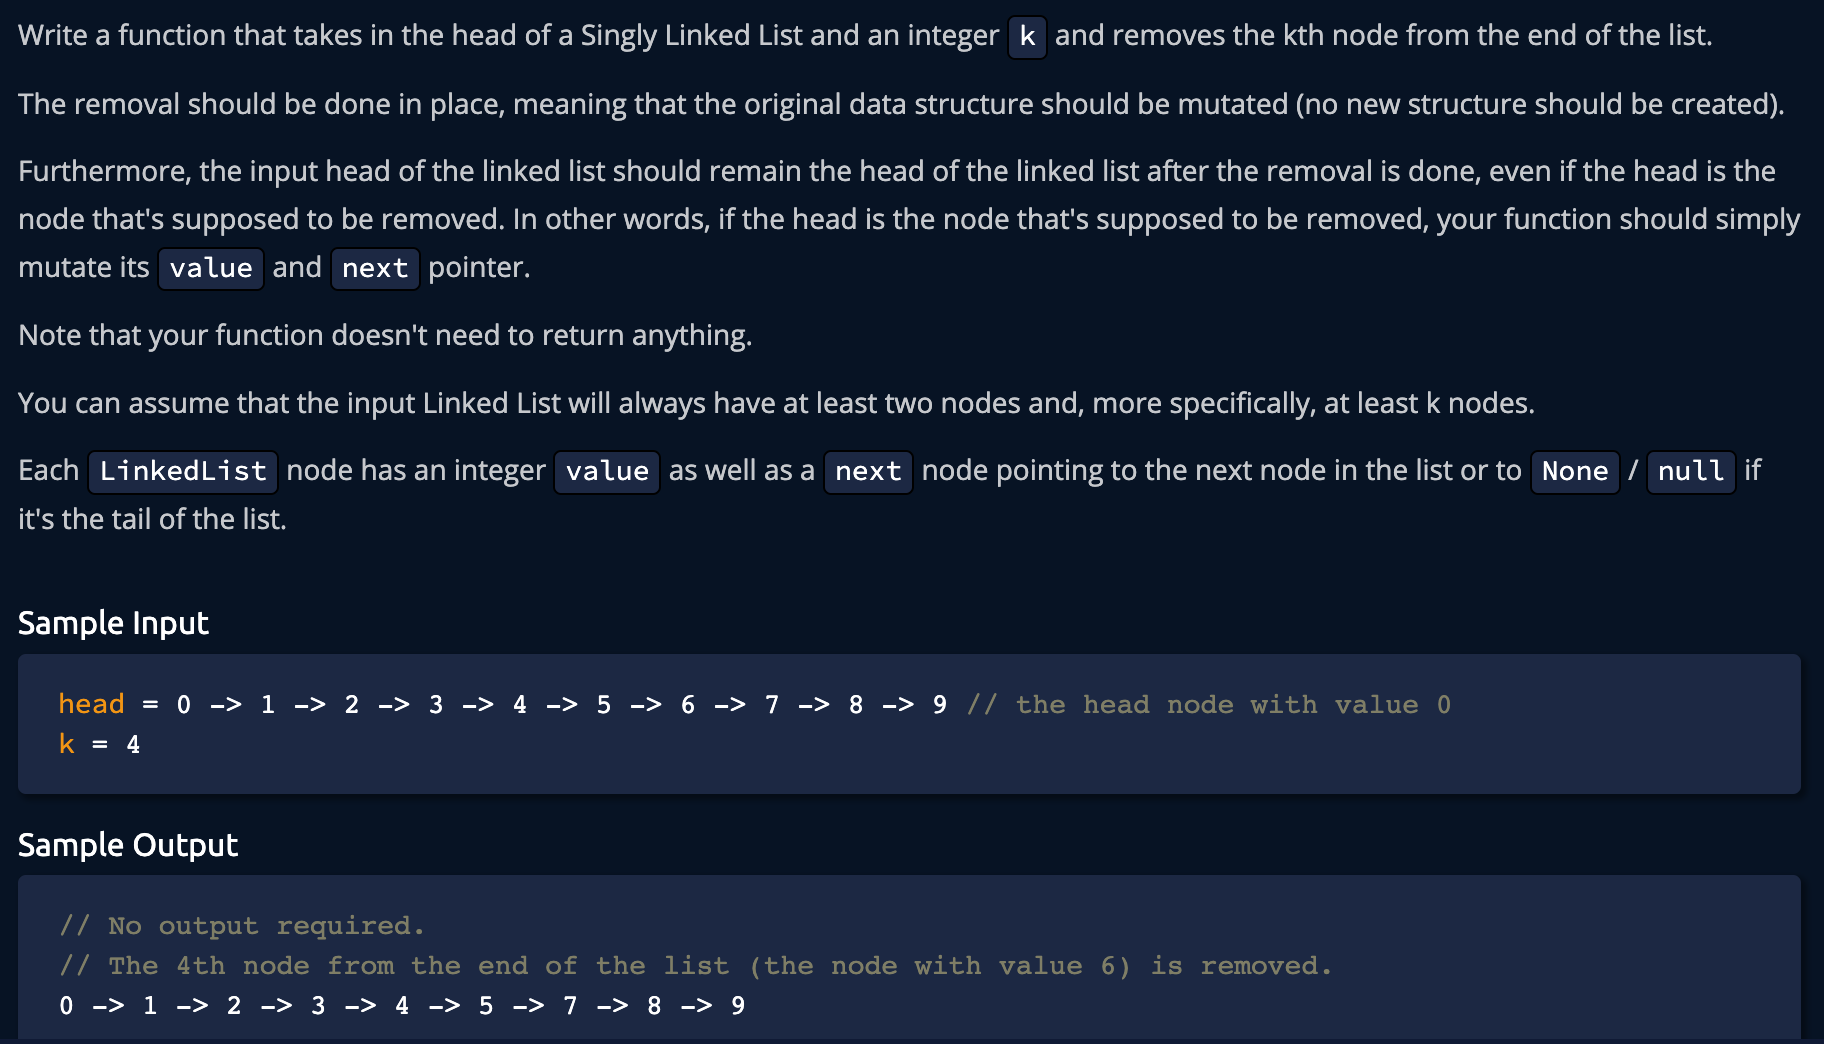 Write a function that takes in the head of a Singly Linked List and an integer k and removes the kth node from the end of the list.
The removal should be done in place, meaning that the original data structure should be mutated (no new structure should be created).
Furthermore, the input head of the linked list should remain the head of the linked list after the removal is done, even if the head is the
node that's supposed to be removed. In other words, if the head is the node that's supposed to be removed, your function should simply
mutate its value and next pointer.
Note that your function doesn't need to return anything.
You can assume that the input Linked List will always have at least two nodes and, more specifically, at least k nodes.
Each LinkedList node has an integer value as well as a next node pointing to the next node in the list or to None / null if
it's the tail of the list.
Sample Input
head = 0 -> 1 -> 2 -> 3 -> 4 -> 5 -> 6 -> 7 -> 8 -> 9 // the head node with value 0
k = 4
Sample Output
// No output required.
// The 4th node from the end of the list (the node with value 6) is removed.
0 -> 1 -> 2 -> 3 -> 4 -> 5 -> 7 -> 8 -> 9